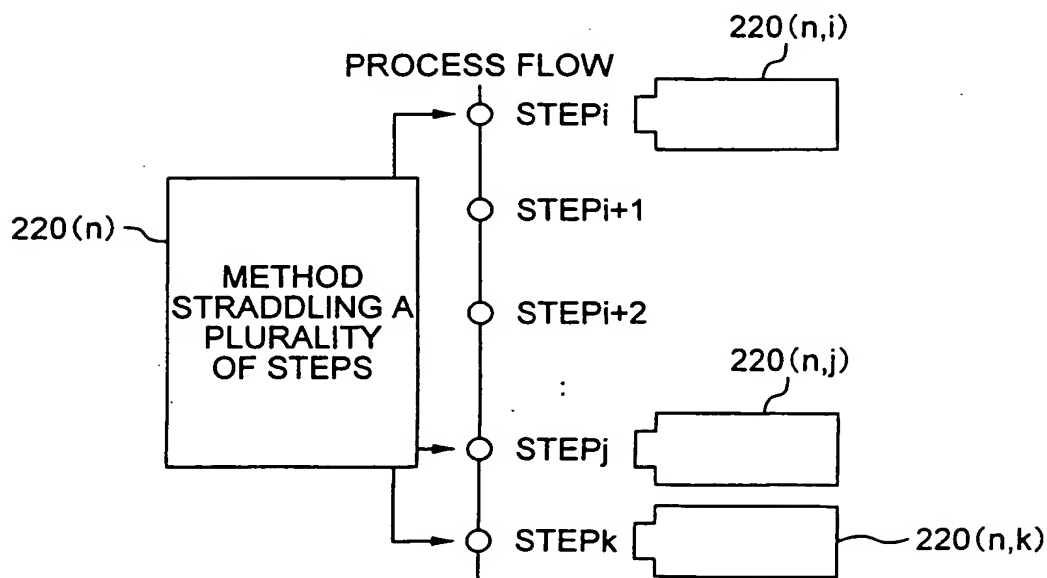 220(n,i)
PROCESS FLOW
STEPi
STEPi+1
220(n)
METHOD
STRADDLING A
PLURALITY
OF STEPS
STEPi+2
220(n,j)
:
STEPj
STEPk
220(n,k)